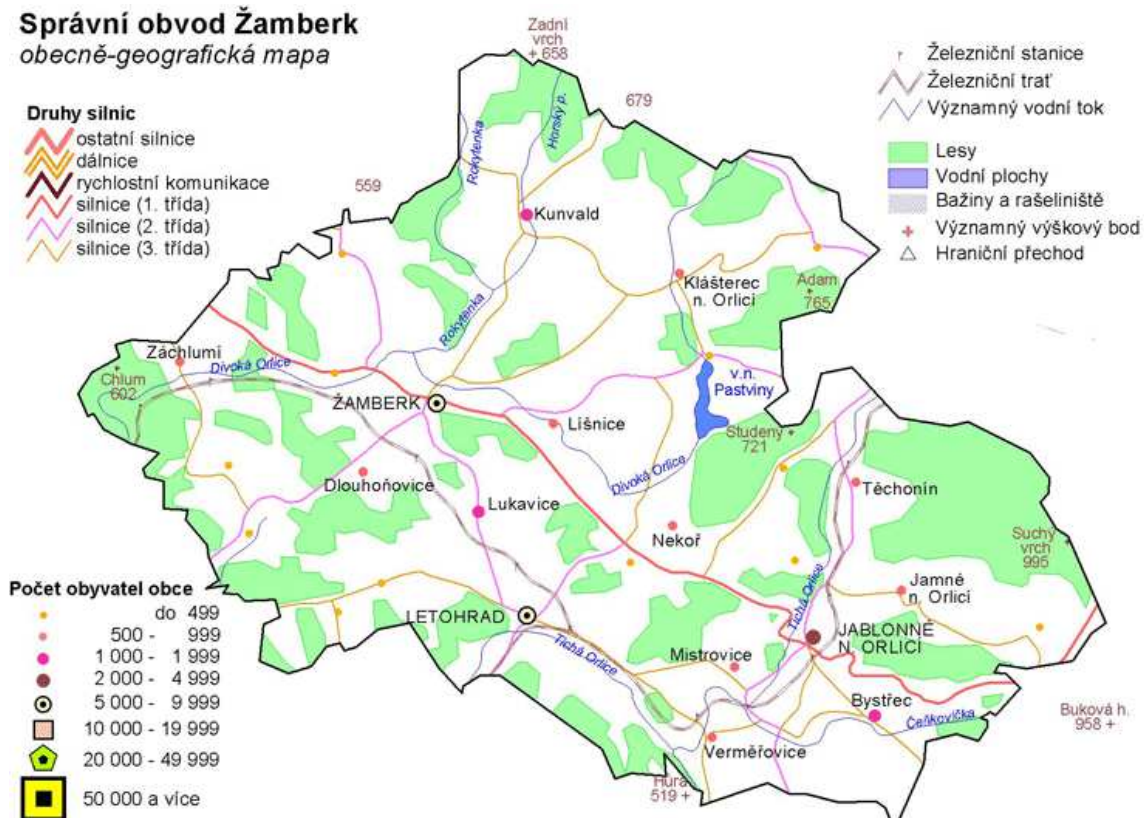 Správní obvod Žamberk
obecně-geografická mapa
Druhy silnic
ostatní silnice
dálnice
rychlostní komunikace
silnice (1. třída)
silnice (2. třída)
silnice (3. třída)
Železniční stanice
Železniční trať
Významný vodní tok
Lesy
Vodní plochy
Bažiny a rašeliniště
Významný výškový bod
Hraniční přechod
Zadní
vrch
+ 658
679
559
Rokytenka
Horský p.
Kunvald
Klášterec
n. Orlicí
Adam
765
Rokytenka
Záchlumí
Divoká Orlice
Chlum
602
ŽAMBERK
v.n.
Pastviny
Líšnice
Studený
721
Divoká Orlice
Dlouhoňovice
Lukavice
Těchonín
Nekoř
Suchý
vrch
995
Jamné
n. Orlicí
Tichá Orlice
LETOHRAD
Tichá Orlice
JABLONNÉ
N. ORLICÍ
Mistrovice
Bystřec
Čenkovička
Buková h.
958 +
Verměřovice
Hůra
519 +
Počet obyvatel obce
do 499
500 - 999
1 000 - 1 999
2 000 - 4 999
5 000 - 9 999
10 000 - 19 999
20 000 - 49 999
50 000 a více